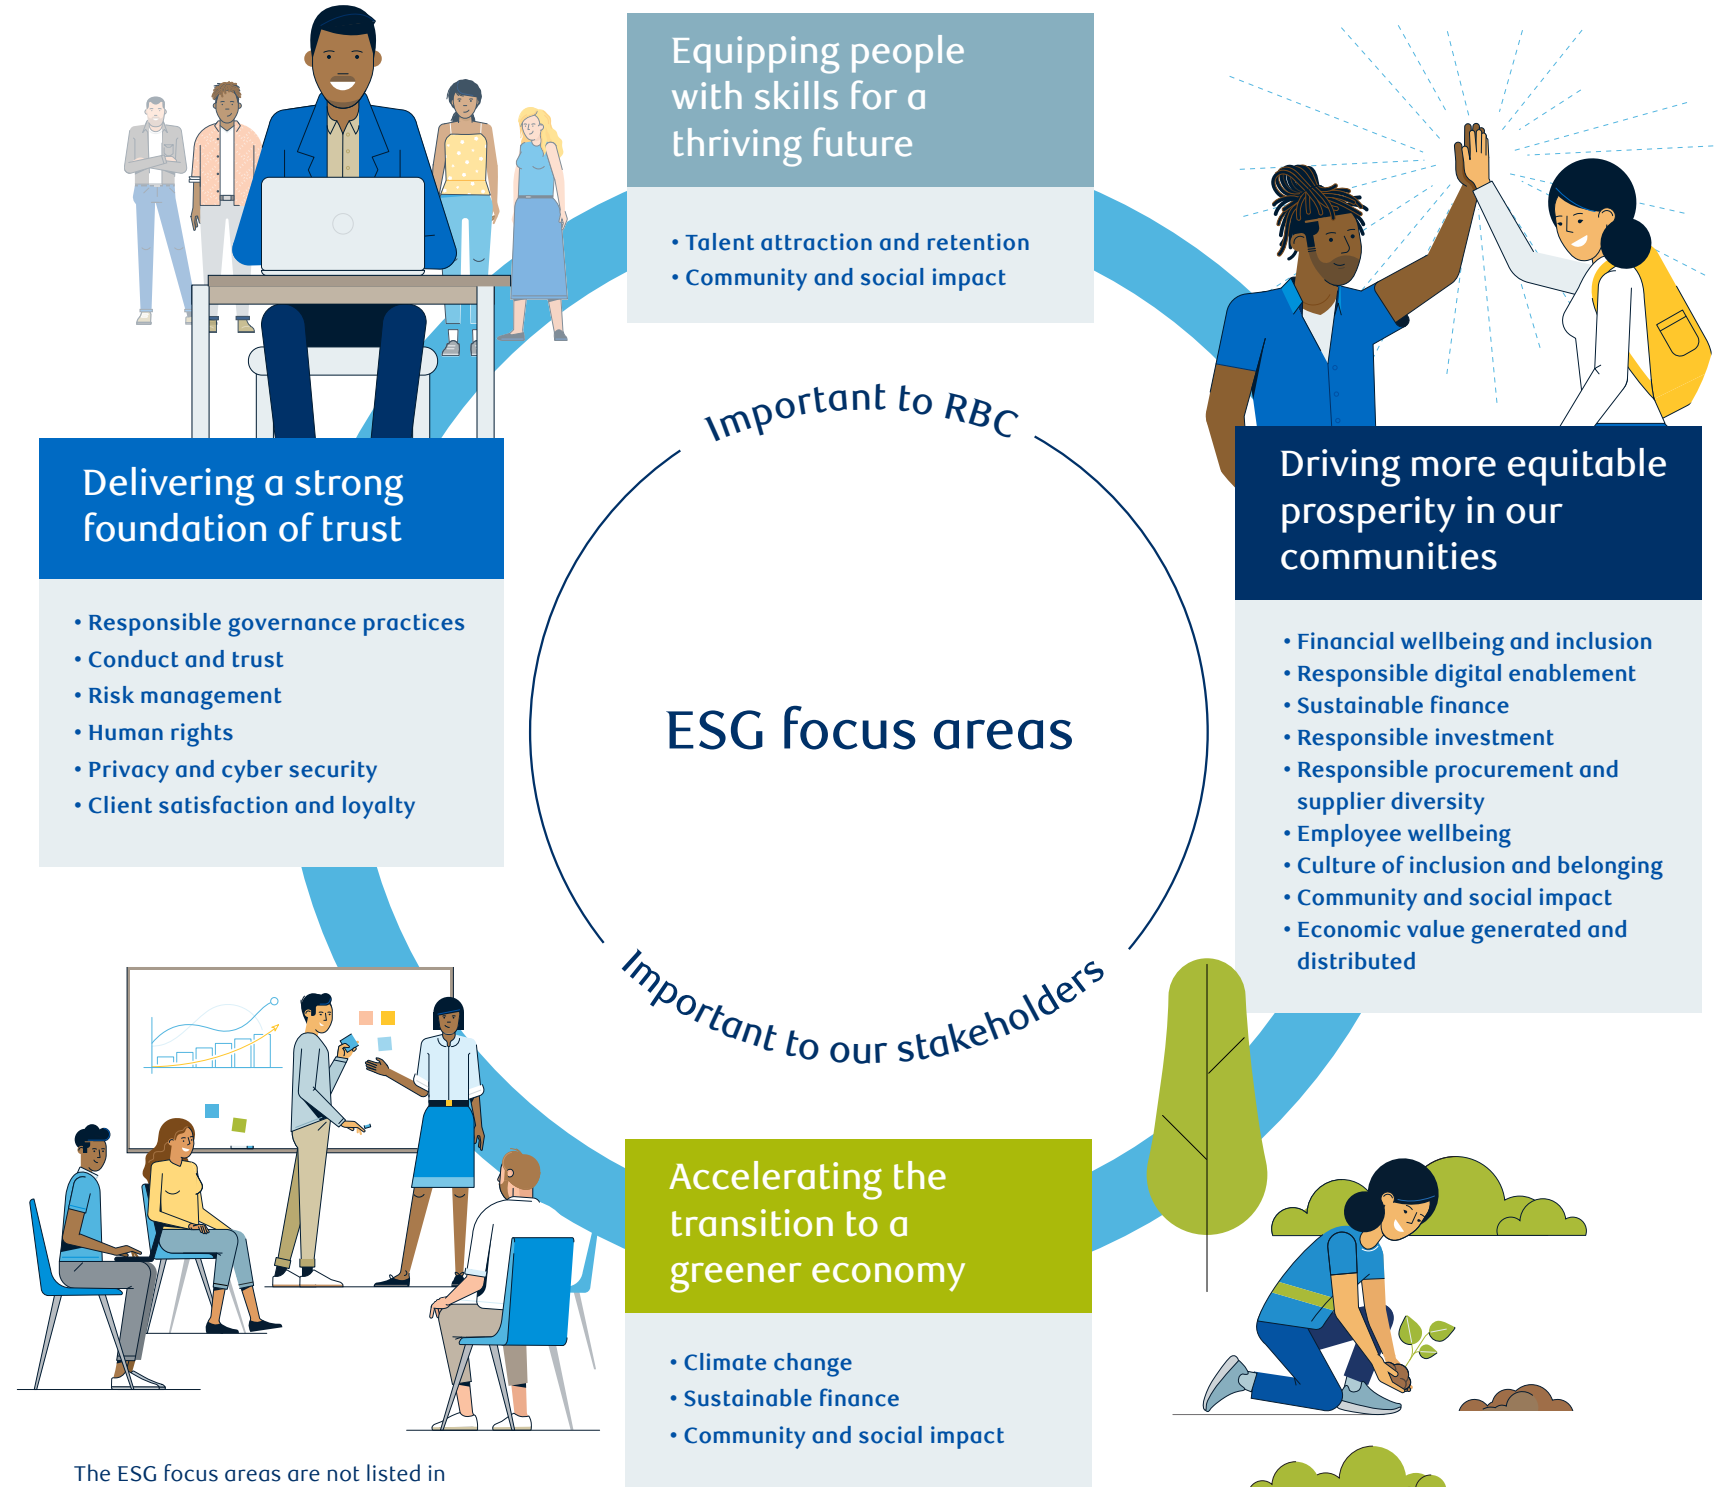 Equipping people
with skills for a
thriving future
• Talent attraction and retention
• Community and social impact
Important to RBC
Delivering a strong
foundation of trust
• Responsible governance practices
• Conduct and trust
• Risk management
• Human rights
• Privacy and cyber security
• Client satisfaction and loyalty
ESG focus areas
Driving more equitable
prosperity in our
communities
• Financial wellbeing and inclusion
• Responsible digital enablement
• Sustainable finance
• Responsible investment
• Responsible procurement and
supplier diversity
• Employee wellbeing
• Culture of inclusion and belonging
• Community and social impact
• Economic value generated and
distributed
Important to our stakeholders
Accelerating the
transition to a
greener economy
• Climate change
• Sustainable finance
• Community and social impact
The ESG focus areas are not listed in